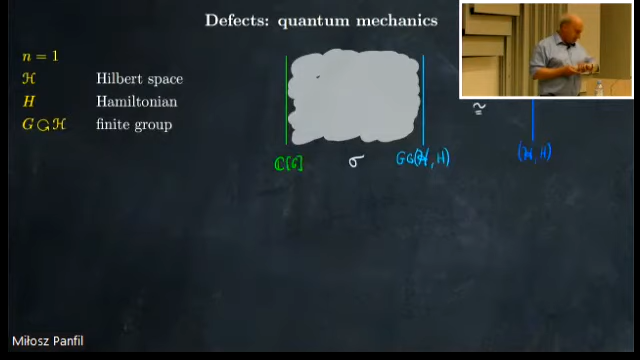 Defects: quantum mechanics
n = 1
ℋ Hilbert space
H Hamiltonian
G ⟳ ℋ finite group
≅
ℂ[G] σ G ⟳ (ℋ, H) (ℋ, H)
Miłosz Panfil